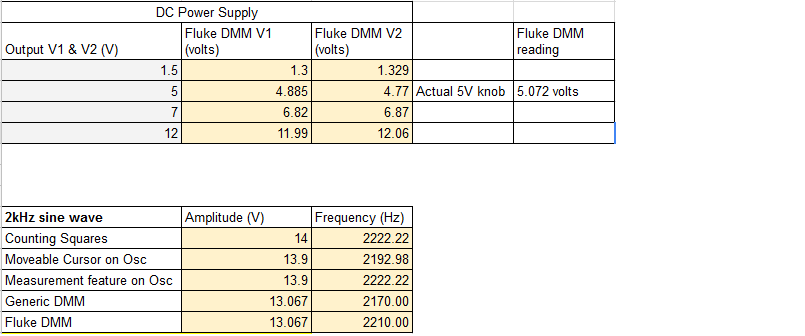 DC Power Supply
Output V1 & V2 (V) Fluke DMM V1 (volts) Fluke DMM V2 (volts) Fluke DMM reading
1.5 1.3 1.329
5 4.885 4.77 Actual 5V knob 5.072 volts
7 6.82 6.87
12 11.99 12.06
2kHz sine wave Amplitude (V) Frequency (Hz)
Counting Squares 14 2222.22
Moveable Cursor on Osc 13.9 2192.98
Measurement feature on Osc 13.9 2222.22
Generic DMM 13.067 2170.00
Fluke DMM 13.067 2210.00